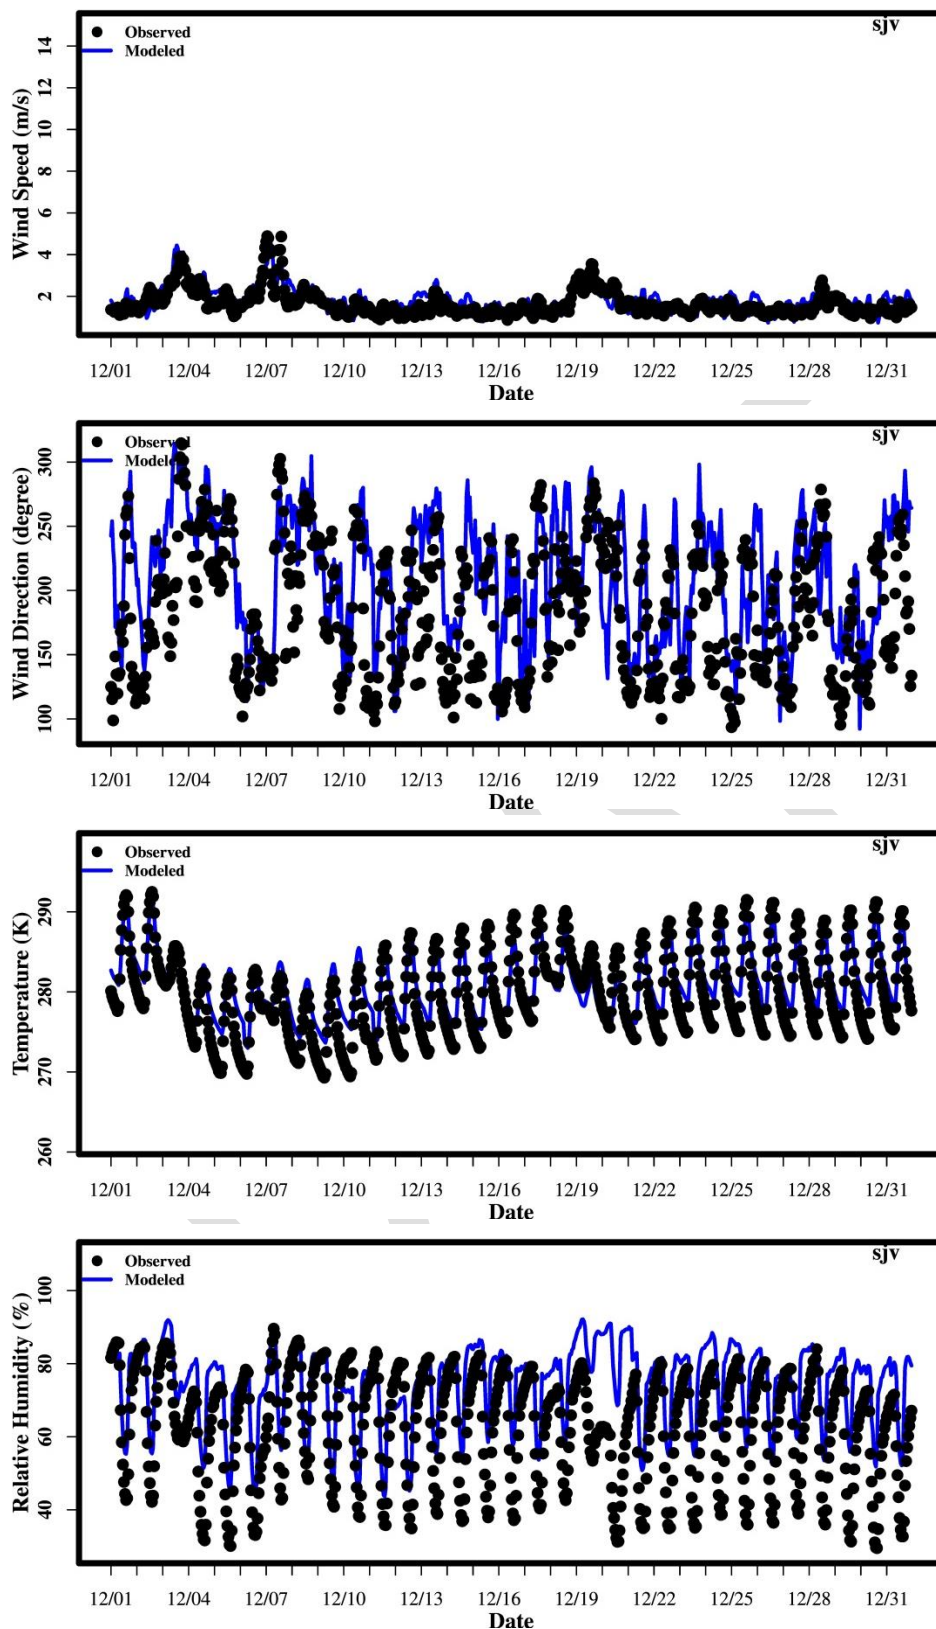 sjv
Observed
Modeled
Wind Speed (m/s)
14
12
10
8
6
4
2
12/01 12/04 12/07 12/10 12/13 12/16 12/19 12/22 12/25 12/28 12/31
Date
sjv
Observed
Modeled
Wind Direction (degree)
300
250
200
150
100
12/01 12/04 12/07 12/10 12/13 12/16 12/19 12/22 12/25 12/28 12/31
Date
sjv
Observed
Modeled
Temperature (K)
290
280
270
260
12/01 12/04 12/07 12/10 12/13 12/16 12/19 12/22 12/25 12/28 12/31
Date
sjv
Observed
Modeled
Relative Humidity (%)
100
80
60
40
12/01 12/04 12/07 12/10 12/13 12/16 12/19 12/22 12/25 12/28 12/31
Date